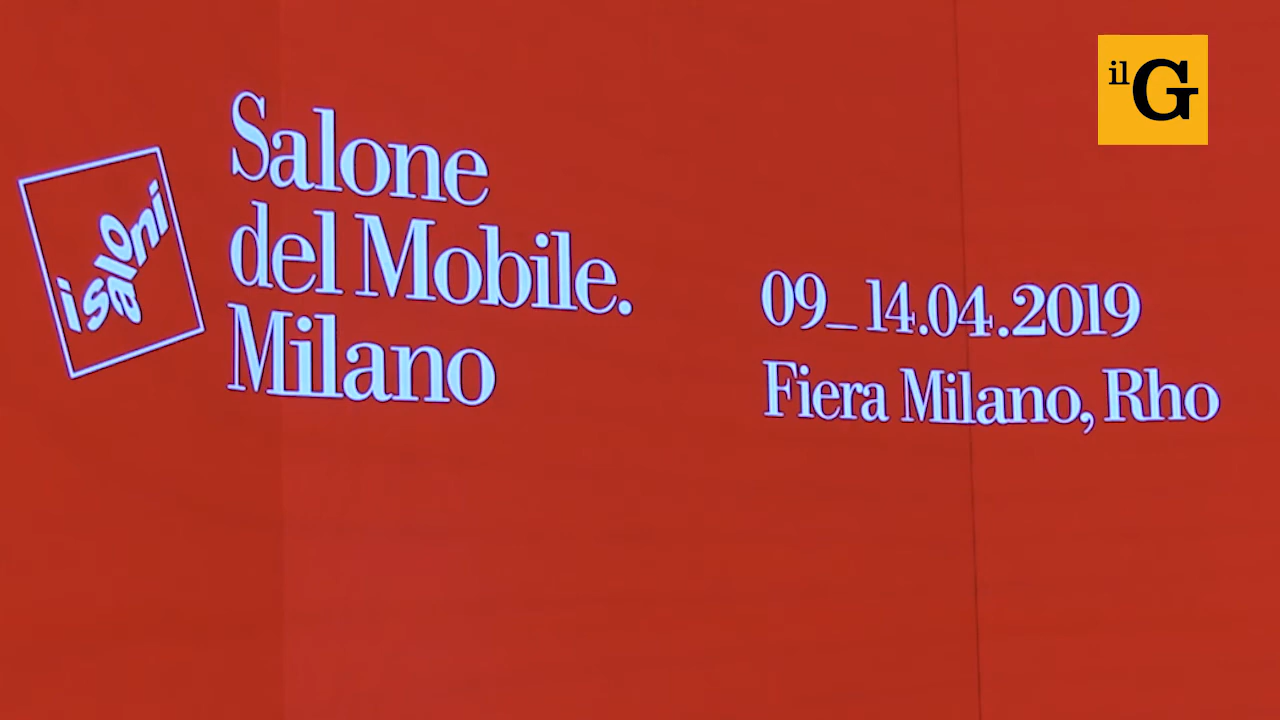 il G
isaloni
Salone
del Mobile.
Milano
09_14.04.2019
Fiera Milano, Rho